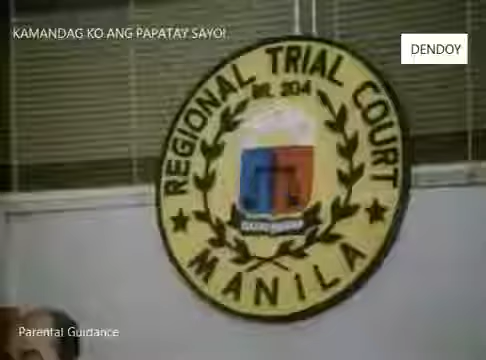 KAMANDAG KO ANG PAPATAY SAYO!
DENDOY
REGIONAL TRIAL COURT
BR. 204
MANILA
Parental Guidance